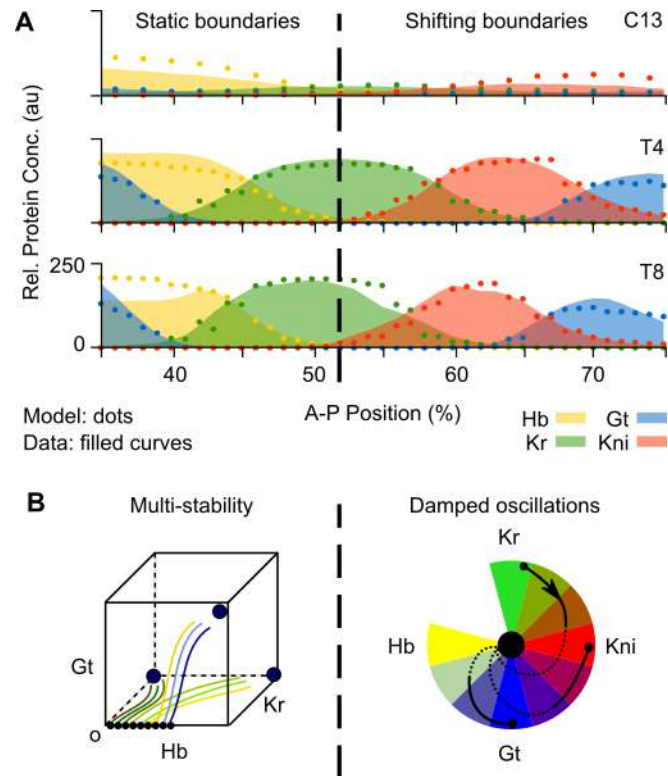 A
Static boundaries
Shifting boundaries
C13
T4
T8
Rel. Protein Conc. (au)
250
0
40
50
60
70
A-P Position (%)
Model: dots
Data: filled curves
Hb
Gt
Kr
Kni
B
Multi-stability
Damped oscillations
Gt
o
Hb
Kr
Kr
Hb
Kni
Gt